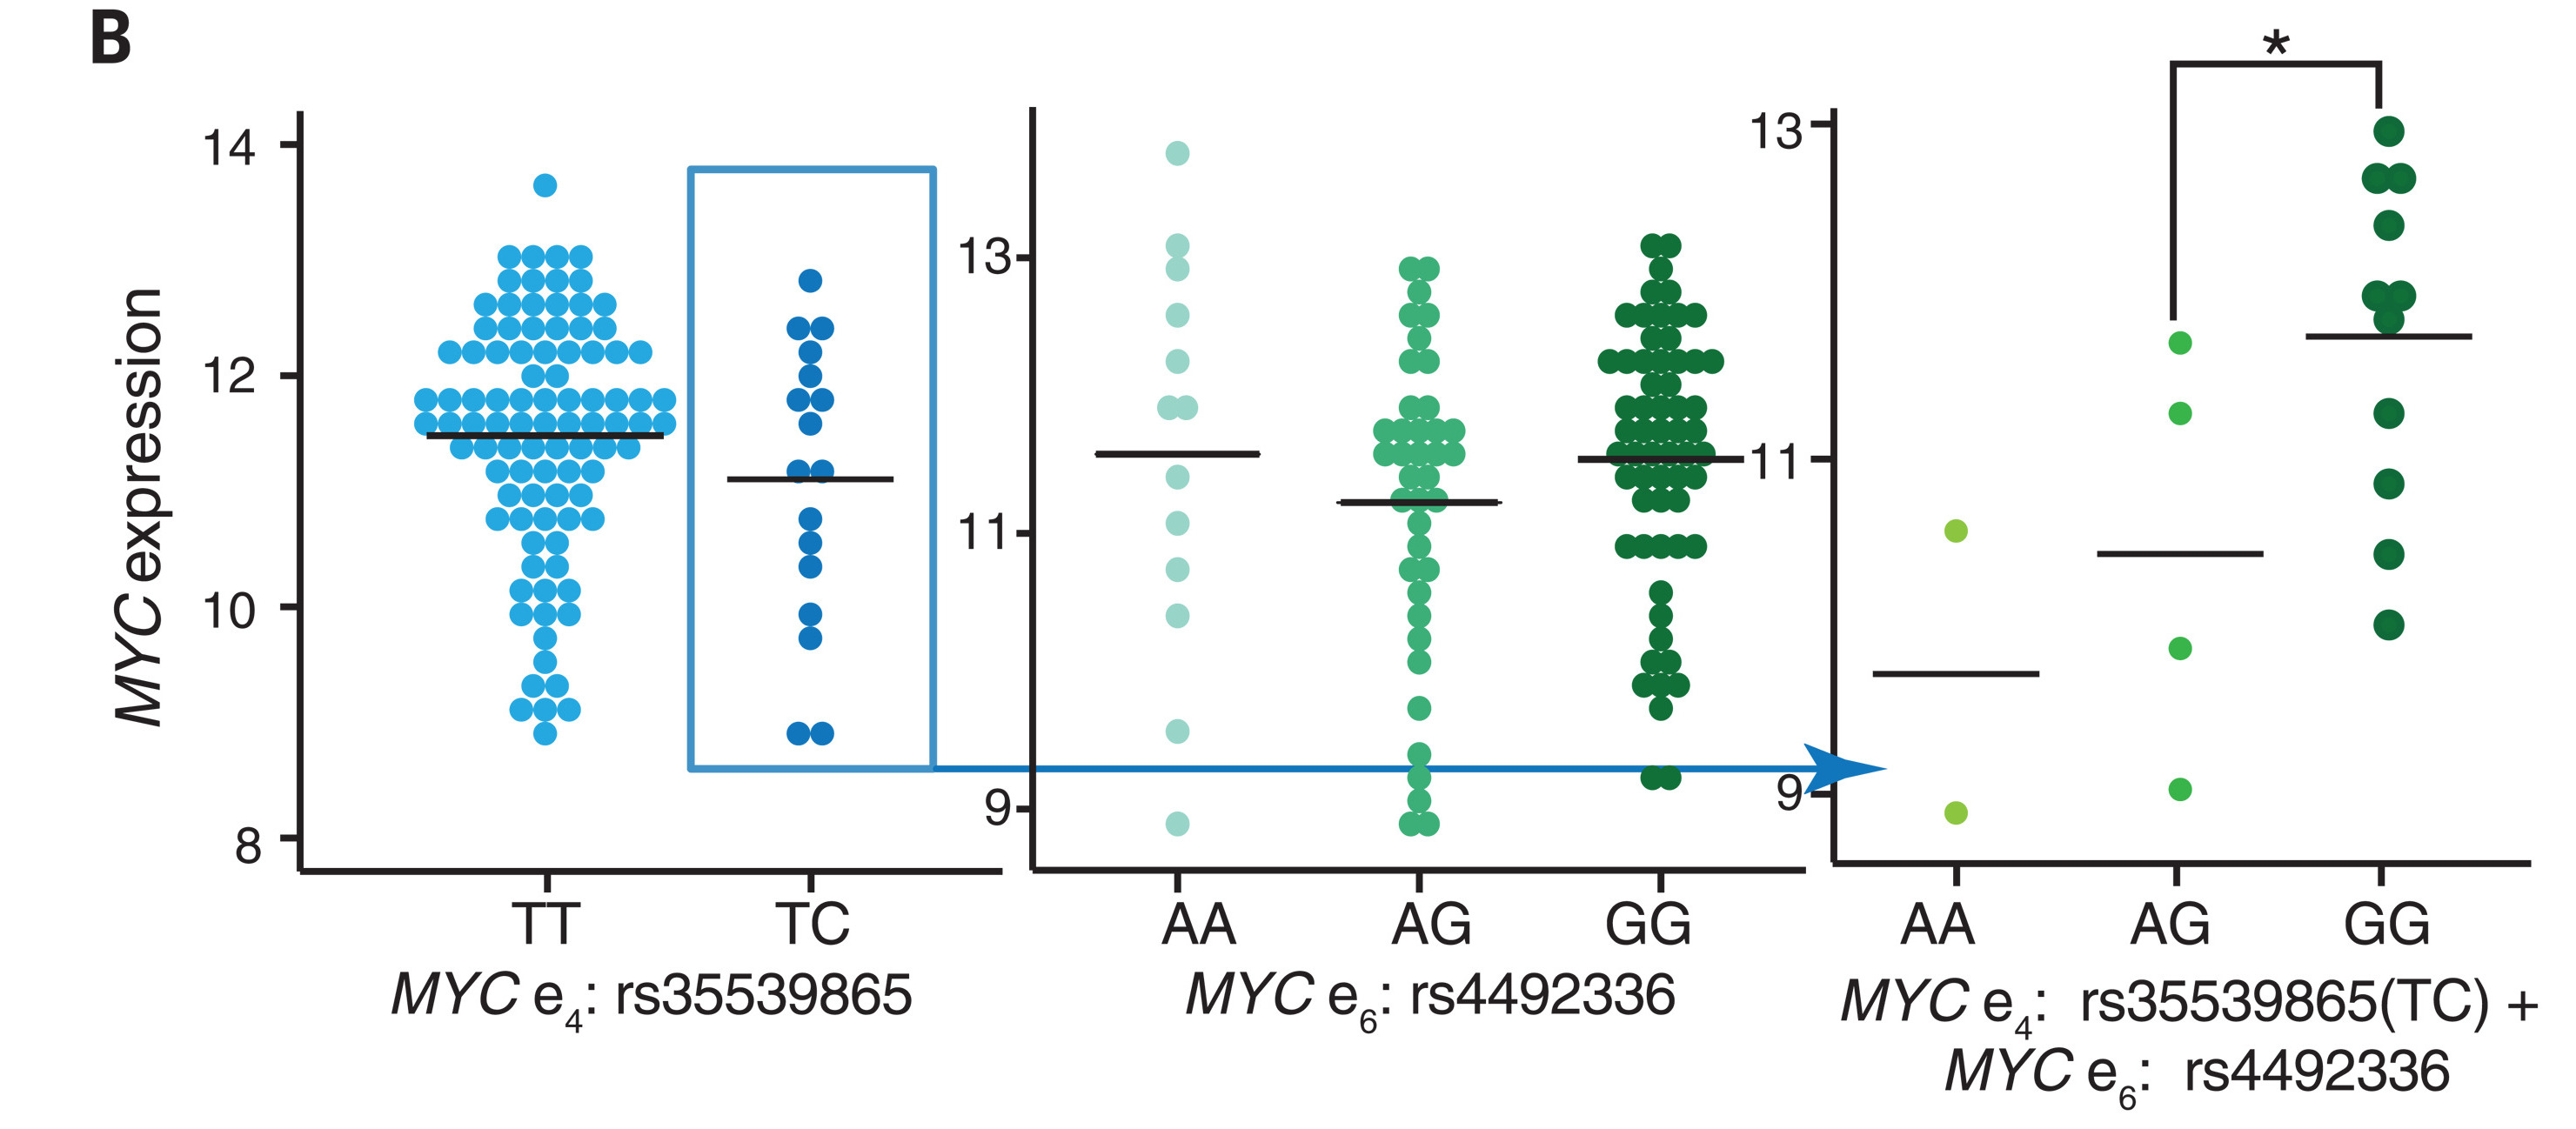 B
MYC expression
14
12
10
8
TT TC
MYC e4: rs35539865
13
11
9
AA AG GG
MYC e6: rs4492336
*
13
11
9
AA AG GG
MYC e4: rs35539865(TC) +
MYC e6: rs4492336